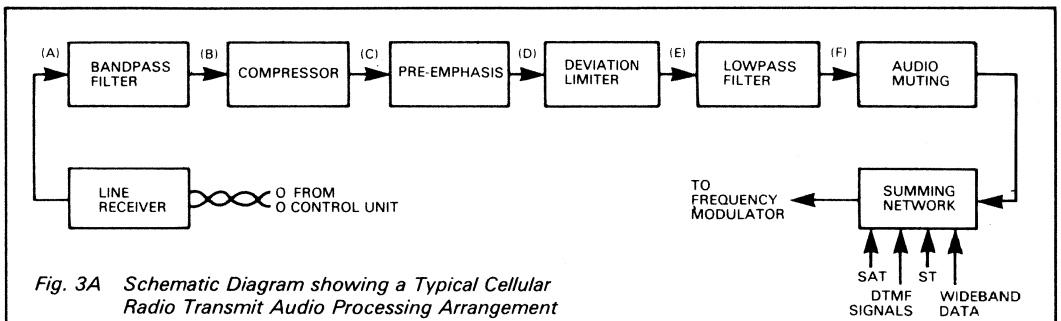 (A)
BANDPASS
FILTER
(B)
COMPRESSOR
(C)
PRE-EMPHASIS
(D)
DEVIATION
LIMITER
(E)
LOWPASS
FILTER
(F)
AUDIO
MUTING
LINE
RECEIVER
O FROM
O CONTROL UNIT
TO
FREQUENCY
MODULATOR
SUMMING
NETWORK
SAT
DTMF
SIGNALS
ST
WIDEBAND
DATA
Fig. 3A Schematic Diagram showing a Typical Cellular
Radio Transmit Audio Processing Arrangement